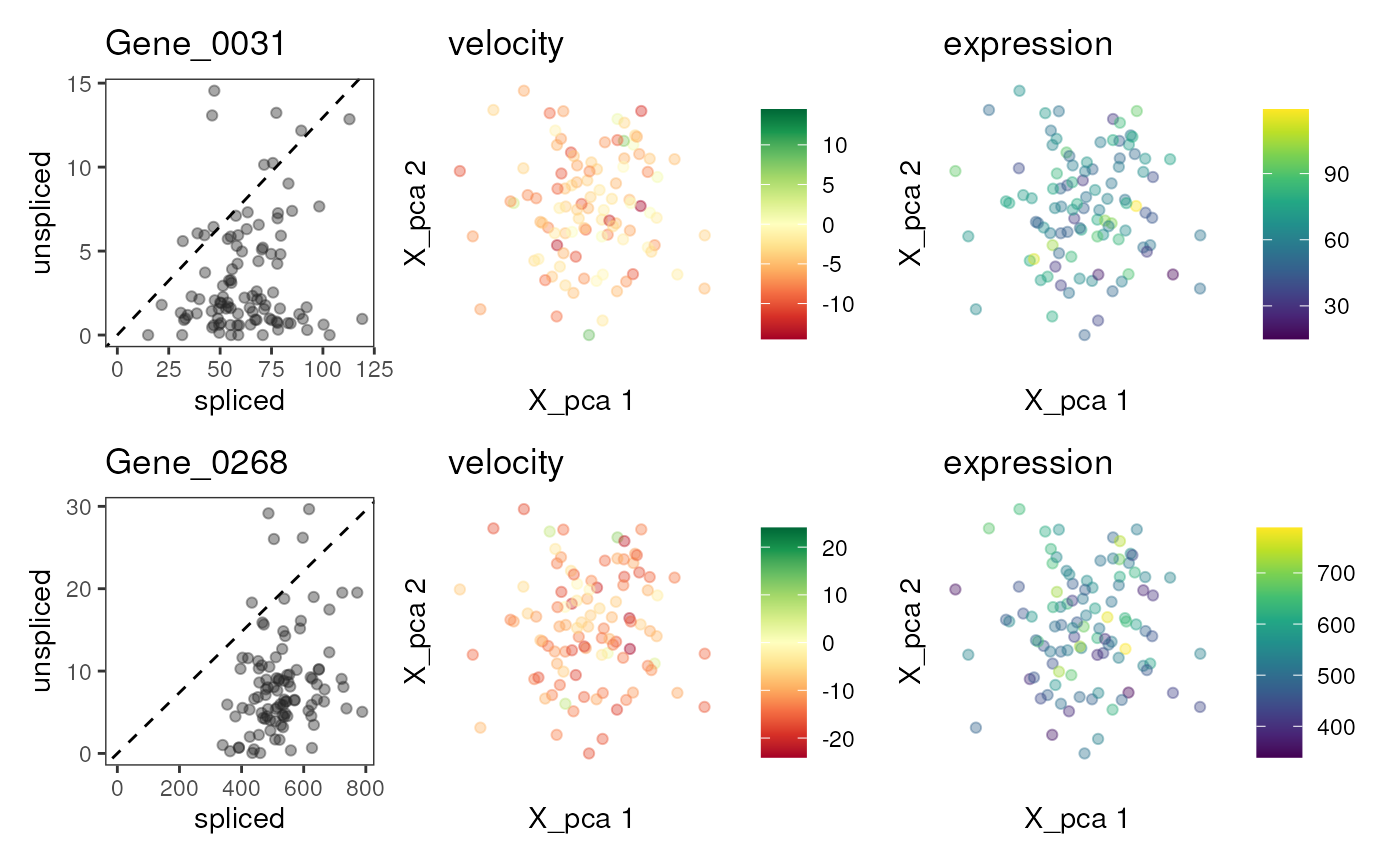 Gene_0031
velocity
expression
15
10
5
0
unspliced
0 25 50 75 100 125
spliced
X_pca 2
X_pca 1
10
5
0
-5
-10
X_pca 2
X_pca 1
90
60
30
Gene_0268
velocity
expression
30
20
10
0
unspliced
0 200 400 600 800
spliced
X_pca 2
X_pca 1
20
10
0
-10
-20
X_pca 2
X_pca 1
700
600
500
400